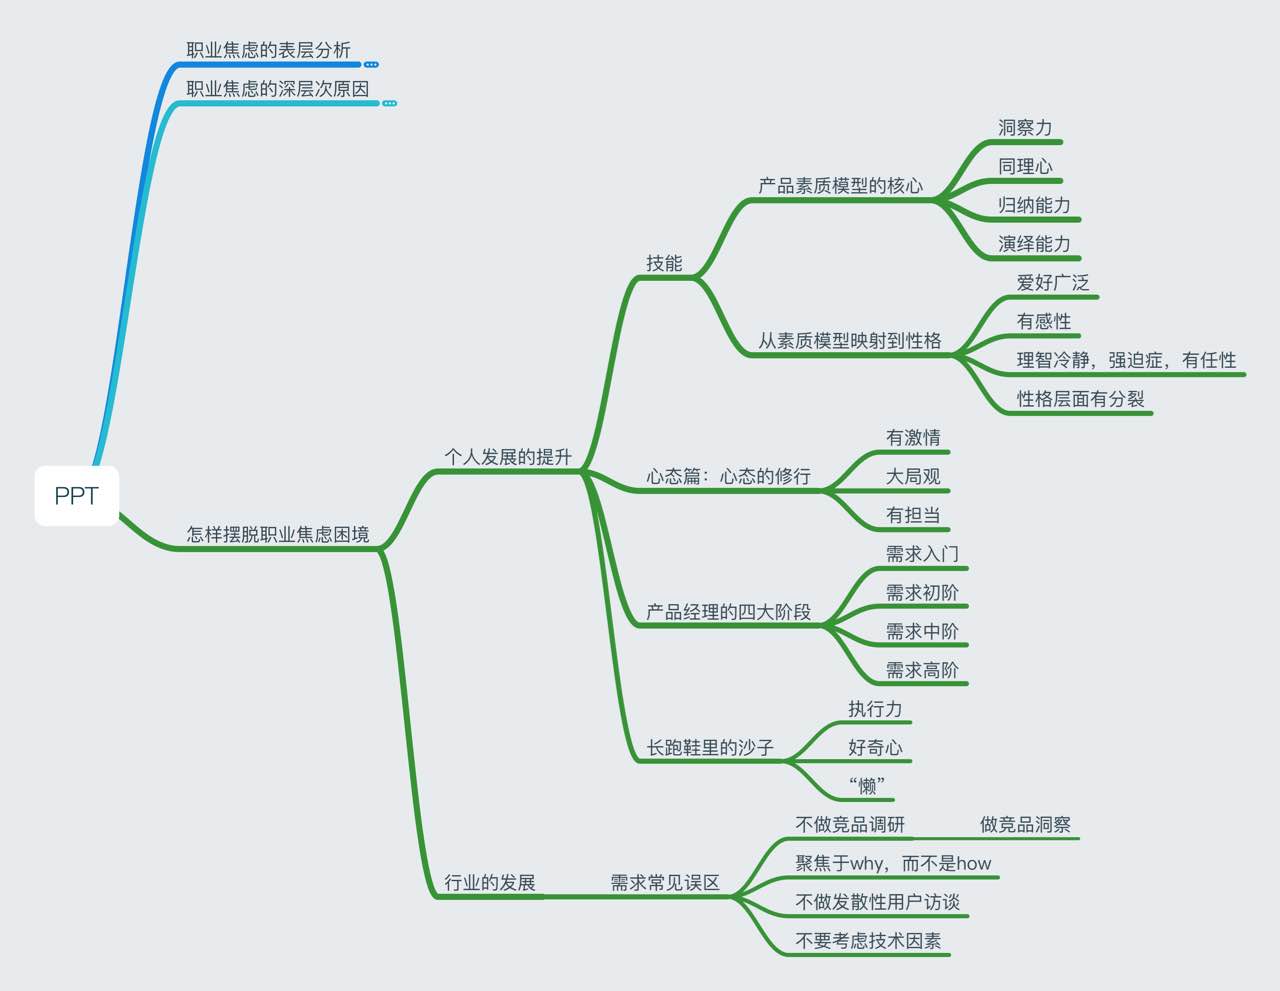 PPT
职业焦虑的表层分析
职业焦虑的深层次原因
怎样摆脱职业焦虑困境
个人发展的提升
技能
产品素质模型的核心
洞察力
同理心
归纳能力
演绎能力
从素质模型映射到性格
爱好广泛
有感性
理智冷静，强迫症，有任性
性格层面有分裂
心态篇：心态的修行
有激情
大局观
有担当
产品经理的四大阶段
需求入门
需求初阶
需求中阶
需求高阶
长跑鞋里的沙子
执行力
好奇心
“懒”
行业的发展
需求常见误区
不做竞品调研
做竞品洞察
聚焦于why，而不是how
不做发散性用户访谈
不要考虑技术因素